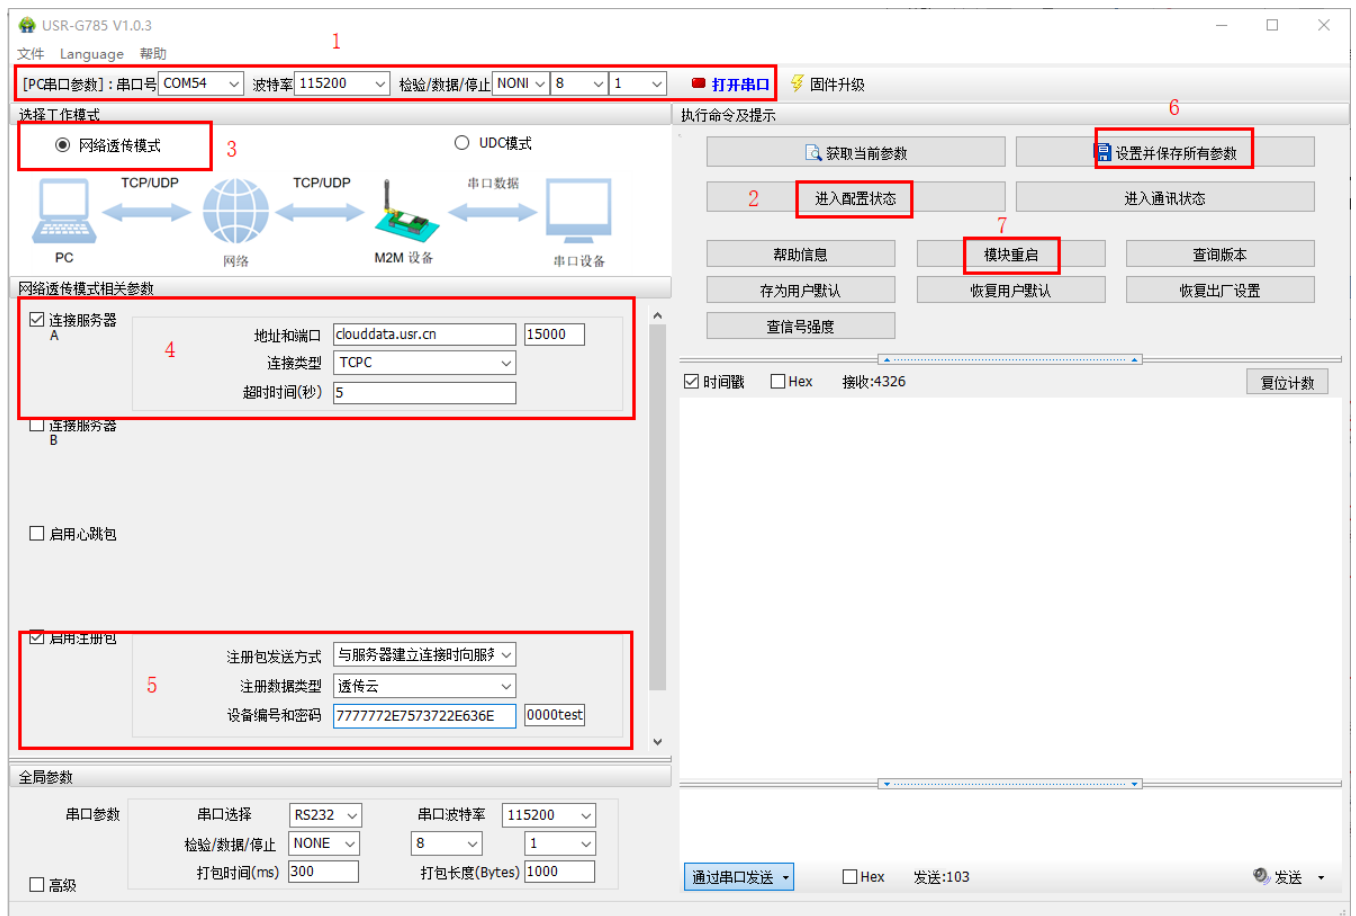 USR-G785 V1.0.3
文件 Language 帮助
1
[PC串口参数]：串口号 COM54 波特率 115200 检验/数据/停止 NONI 8 1 打开串口 固件升级
选择工作模式
网络透传模式
3
UDC模式
TCP/UDP TCP/UDP 串口数据
PC 网络 M2M 设备 串口设备
网络透传模式相关参数
连接服务器
A
4
地址和端口 clouddata.usr.cn 15000
连接类型 TCPC
超时时间(秒) 5
连接服务器
B
启用心跳包
启用注册包
5
注册包发送方式 与服务器建立连接时向服务
注册数据类型 透传云
设备编号和密码 7777772E7573722E636E 0000test
全局参数
串口参数 串口选择 RS232 串口波特率 115200
检验/数据/停止 NONE 8 1
打包时间(ms) 300 打包长度(Bytes) 1000
高级
执行命令及提示
6
获取当前参数 设置并保存所有参数
2 进入配置状态 进入通讯状态
7
帮助信息 模块重启 查询版本
存为用户默认 恢复用户默认 恢复出厂设置
查信号强度
时间戳 Hex 接收:4326 复位计数
通过串口发送 Hex 发送:103 发送